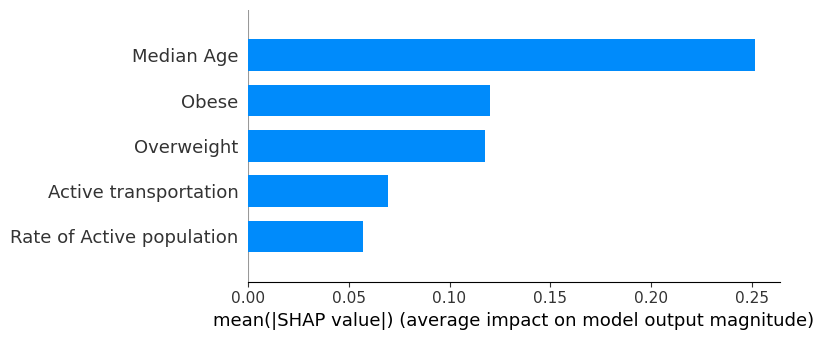 Median Age
Obese
Overweight
Active transportation
Rate of Active population
0.00 0.05 0.10 0.15 0.20 0.25
mean(|SHAP value|) (average impact on model output magnitude)